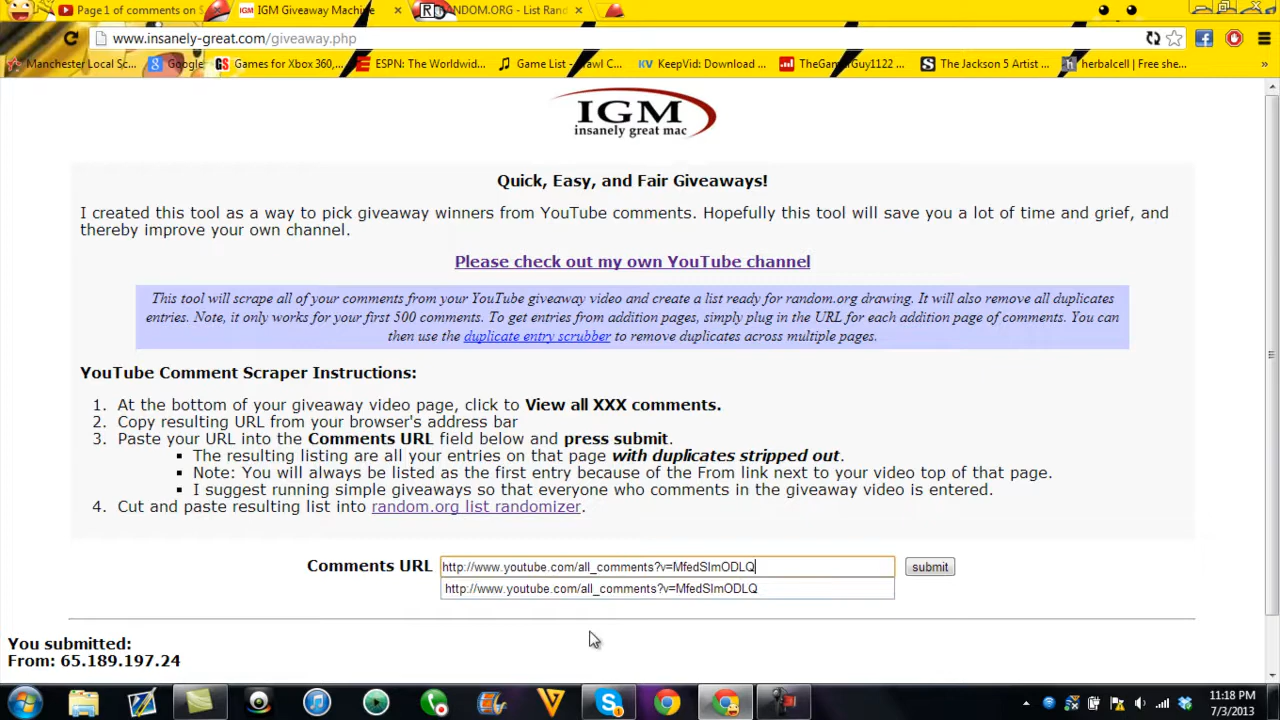 Page 1 of comments on S
IGM Giveaway Machine
RANDOM.ORG - List Rand
www.insanely-great.com/giveaway.php
Manchester Local Sc...
Google
Games for Xbox 360,...
ESPN: The Worldwid...
Game List - Brawl C...
KeepVid: Download ...
The Jackson 5 Artist ...
herbalcell | Free she...
IGM
insanely great mac
Quick, Easy, and Fair Giveaways!
I created this tool as a way to pick giveaway winners from YouTube comments. Hopefully this tool will save you a lot of time and grief, and
thereby improve your own channel.
Please check out my own YouTube channel
This tool will scrape all of your comments from your YouTube giveaway video and create a list ready for random.org drawing. It will also remove all duplicates
entries. Note, it only works for your first 500 comments. To get entries from addition pages, simply plug in the URL for each addition page of comments. You can
then use the duplicate entry scrubber to remove duplicates across multiple pages.
YouTube Comment Scraper Instructions:
1. At the bottom of your giveaway video page, click to View all XXX comments.
2. Copy resulting URL from your browser's address bar
3. Paste your URL into the Comments URL field below and press submit.
The resulting listing are all your entries on that page with duplicates stripped out.
Note: You will always be listed as the first entry because of the From link next to your video top of that page.
I suggest running simple giveaways so that everyone who comments in the giveaway video is entered.
4. Cut and paste resulting list into random.org list randomizer.
Comments URL http://www.youtube.com/all_comments?v=MfedSlmODLQ submit
http://www.youtube.com/all_comments?v=MfedSlmODLQ
You submitted:
From: 65.189.197.24
11:18 PM
7/3/2013